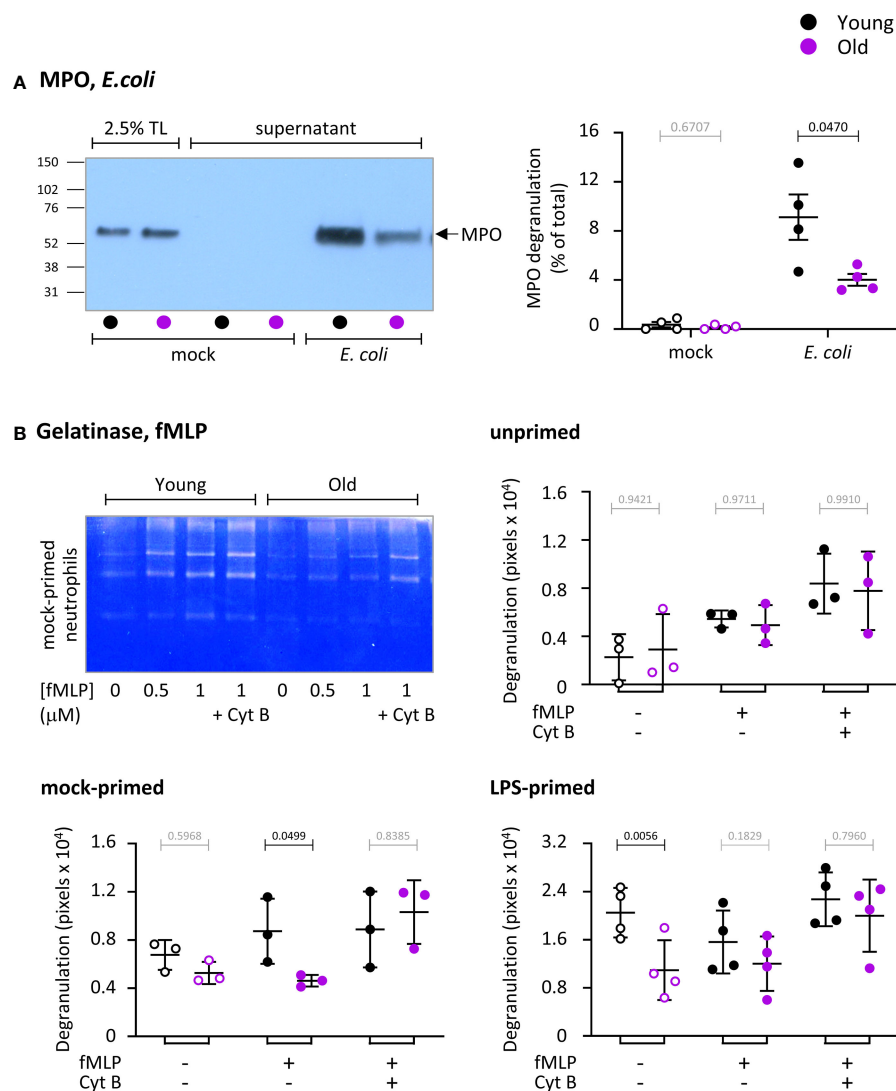 Young
Old
A MPO, E.coli
2.5% TL supernatant
150
102
76
52
38
31
MPO
mock E. coli
MPO degranulation
(% of total)
16
12
8
4
0
0.6707 0.0470
mock E. coli
B Gelatinase, fMLP
Young Old
mock-primed
neutrophils
[fMLP] 0 0.5 1 1 0 0.5 1 1
(µM) + Cyt B + Cyt B
unprimed
Degranulation (pixels x 10⁴)
1.6
1.2
0.8
0.4
0
0.9421 0.9711 0.9910
fMLP - + +
Cyt B - - +
mock-primed
Degranulation (pixels x 10⁴)
1.6
1.2
0.8
0.4
0
0.5968 0.0499 0.8385
fMLP - + +
Cyt B - - +
LPS-primed
Degranulation (pixels x 10⁴)
3.2
2.4
1.6
0.8
0
0.0056 0.1829 0.7960
fMLP - + +
Cyt B - - +